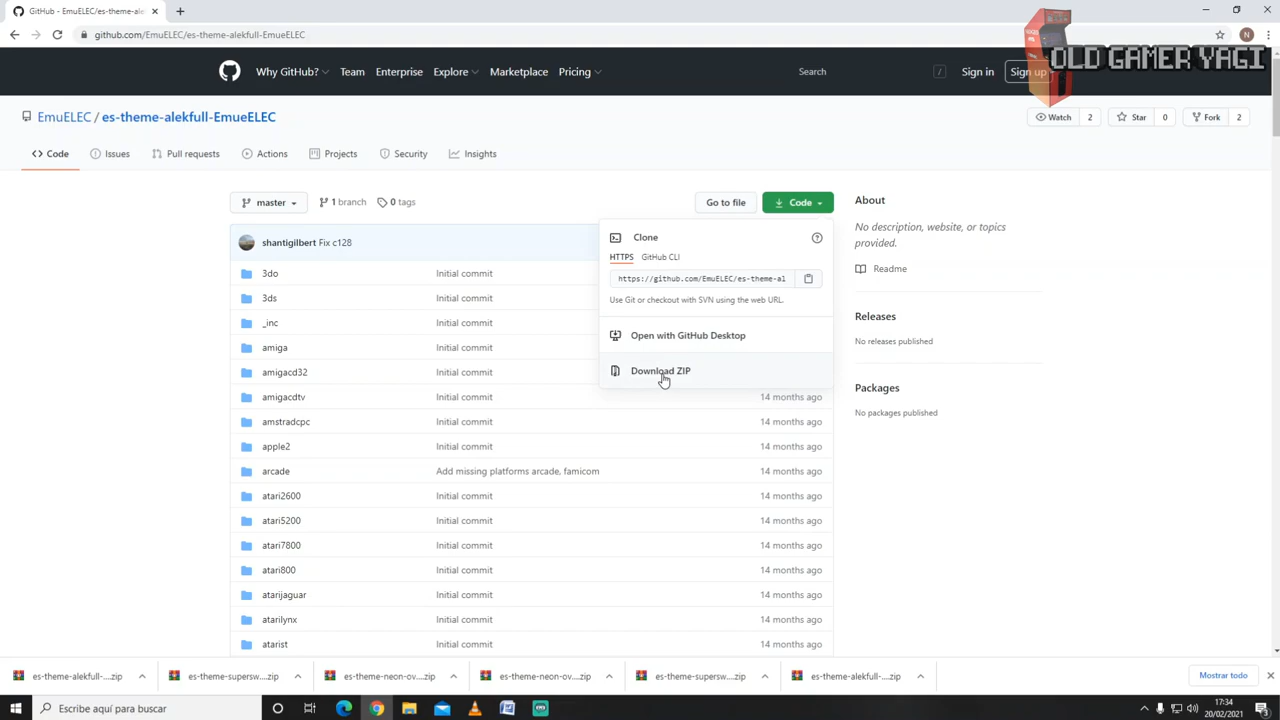 GitHub - EmuELEC/es-theme-ale
github.com/EmuELEC/es-theme-alekfull-EmuELEC
N
OLD GAMER YAGI
Why GitHub?
Team
Enterprise
Explore
Marketplace
Pricing
Search
/
Sign in
Sign up
EmuELEC / es-theme-alekfull-EmueELEC
Watch 2
Star 0
Fork 2
Code
Issues
Pull requests
Actions
Projects
Security
Insights
master
1 branch
0 tags
Go to file
Code
About
No description, website, or topics
provided.
Readme
Releases
No releases published
Packages
No packages published
Clone
HTTPS
GitHub CLI
https://github.com/EmuELEC/es-theme-al
Use Git or checkout with SVN using the web URL.
Open with GitHub Desktop
Download ZIP
shantigilbert Fix c128
3do Initial commit
3ds Initial commit
_inc Initial commit
amiga Initial commit
amigacd32 Initial commit
amigacdtv Initial commit 14 months ago
amstradcpc Initial commit 14 months ago
apple2 Initial commit 14 months ago
arcade Add missing platforms arcade, famicom 14 months ago
atari2600 Initial commit 14 months ago
atari5200 Initial commit 14 months ago
atari7800 Initial commit 14 months ago
atari800 Initial commit 14 months ago
atarijaguar Initial commit 14 months ago
atarilynx Initial commit 14 months ago
atarist Initial commit 14 months ago
es-theme-alekfull-....zip
es-theme-supersw....zip
es-theme-neon-ov....zip
es-theme-neon-ov....zip
es-theme-supersw....zip
es-theme-alekfull-....zip
Mostrar todo
Escribe aquí para buscar
17:34
20/02/2021
3